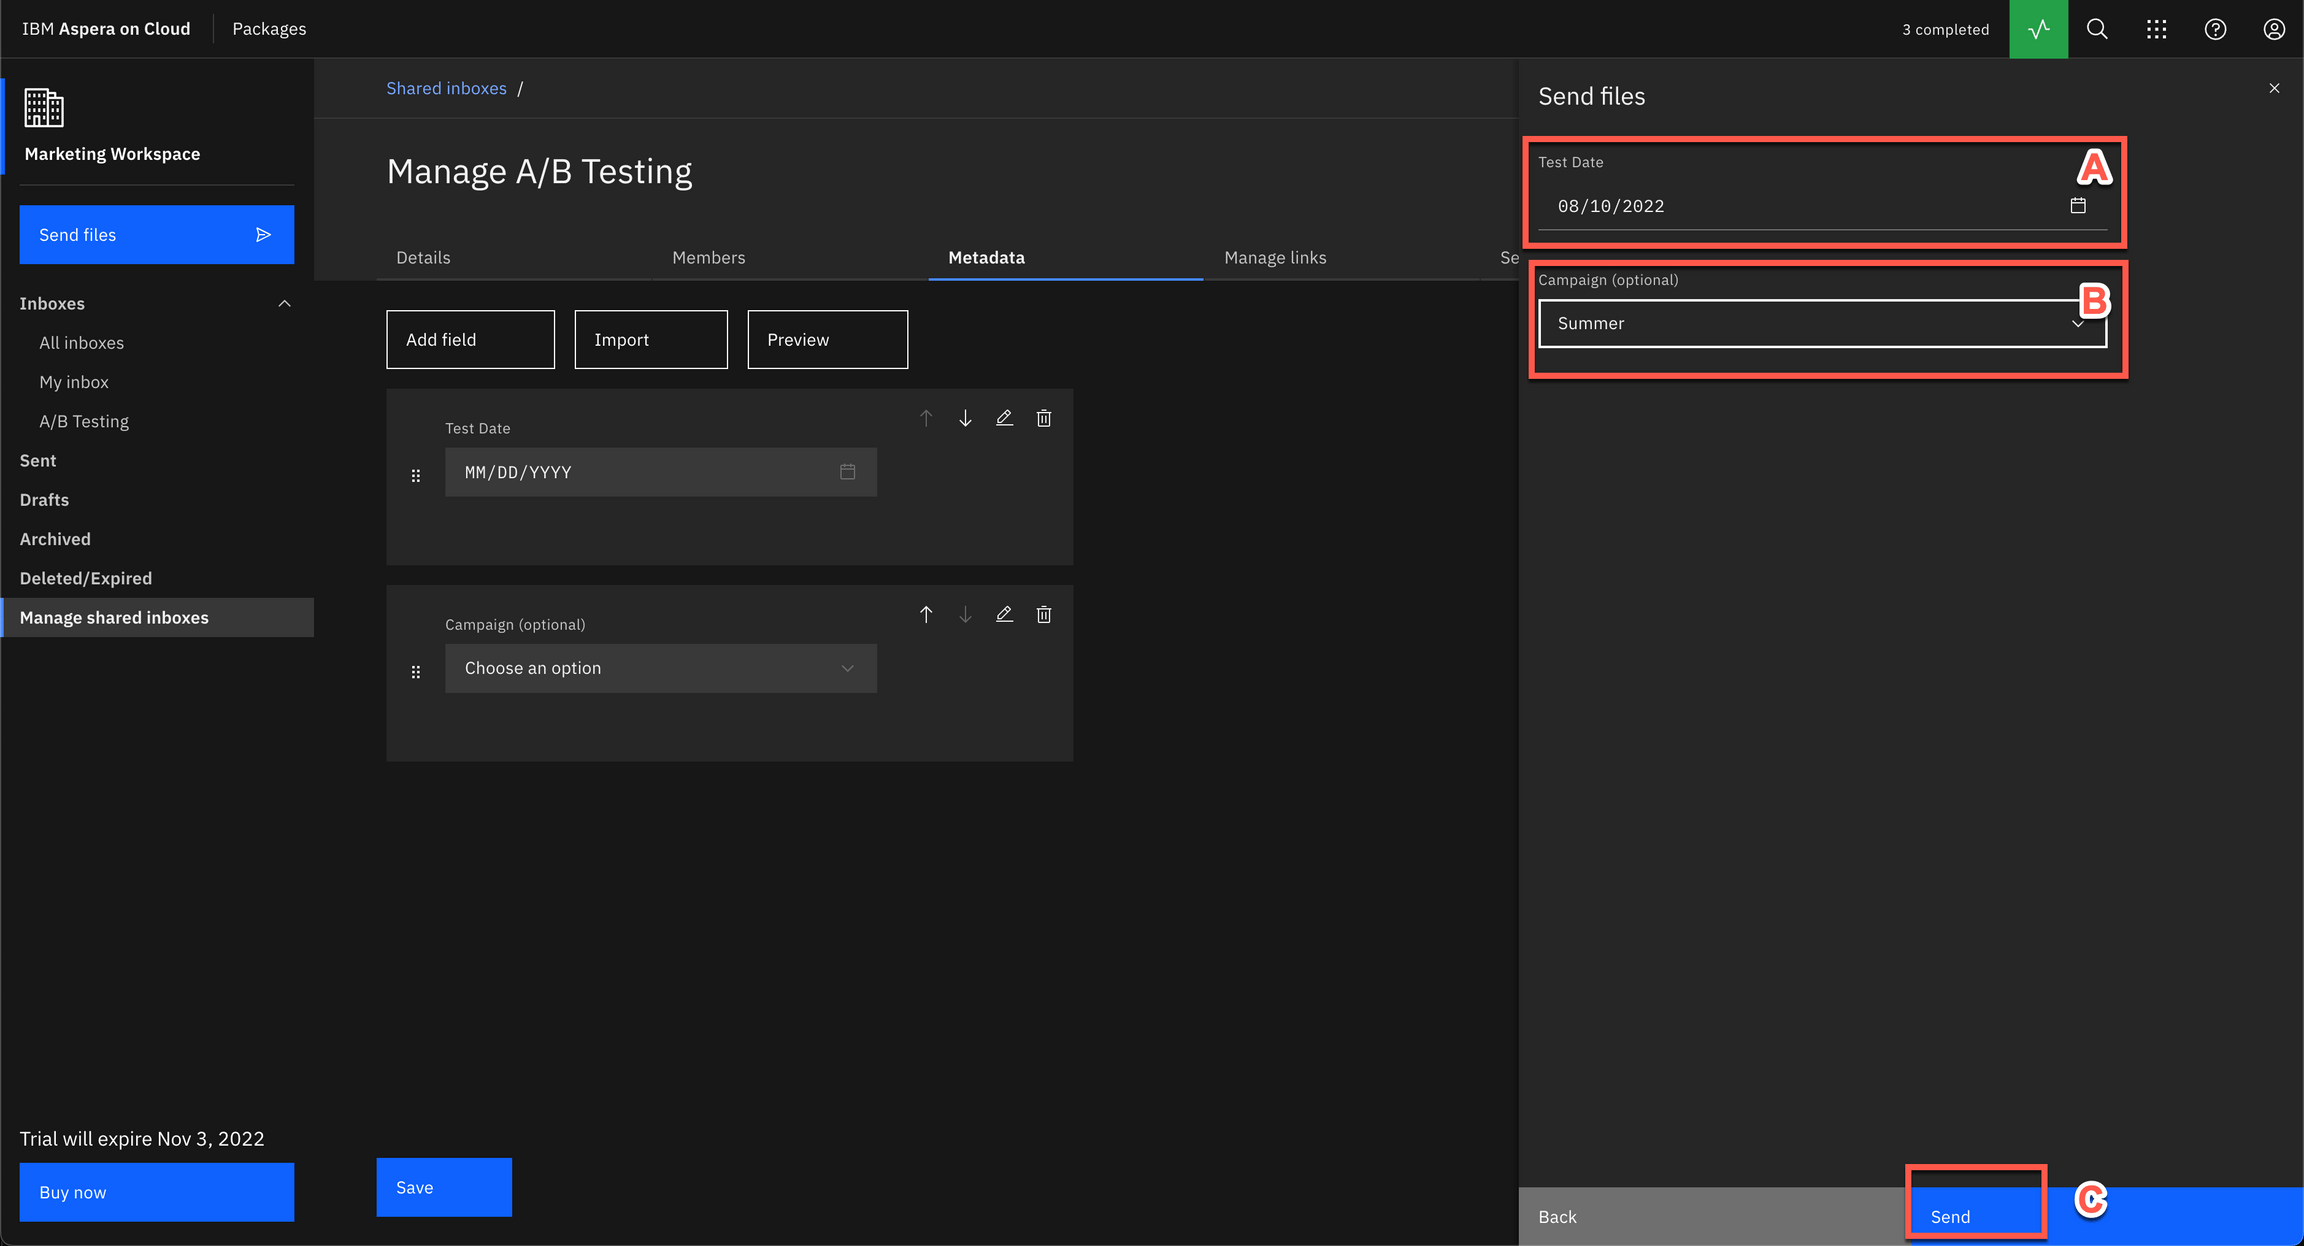 IBM Aspera on Cloud
Packages
3 completed
Marketing Workspace
Send files
Inboxes
All inboxes
My inbox
A/B Testing
Sent
Drafts
Archived
Deleted/Expired
Manage shared inboxes
Trial will expire Nov 3, 2022
Buy now
Shared inboxes /
Manage A/B Testing
Details
Members
Metadata
Manage links
Se
Add field
Import
Preview
Test Date
MM/DD/YYYY
Campaign (optional)
Choose an option
Save
Send files
Test Date
A
08/10/2022
Campaign (optional)
B
Summer
Back
Send
C